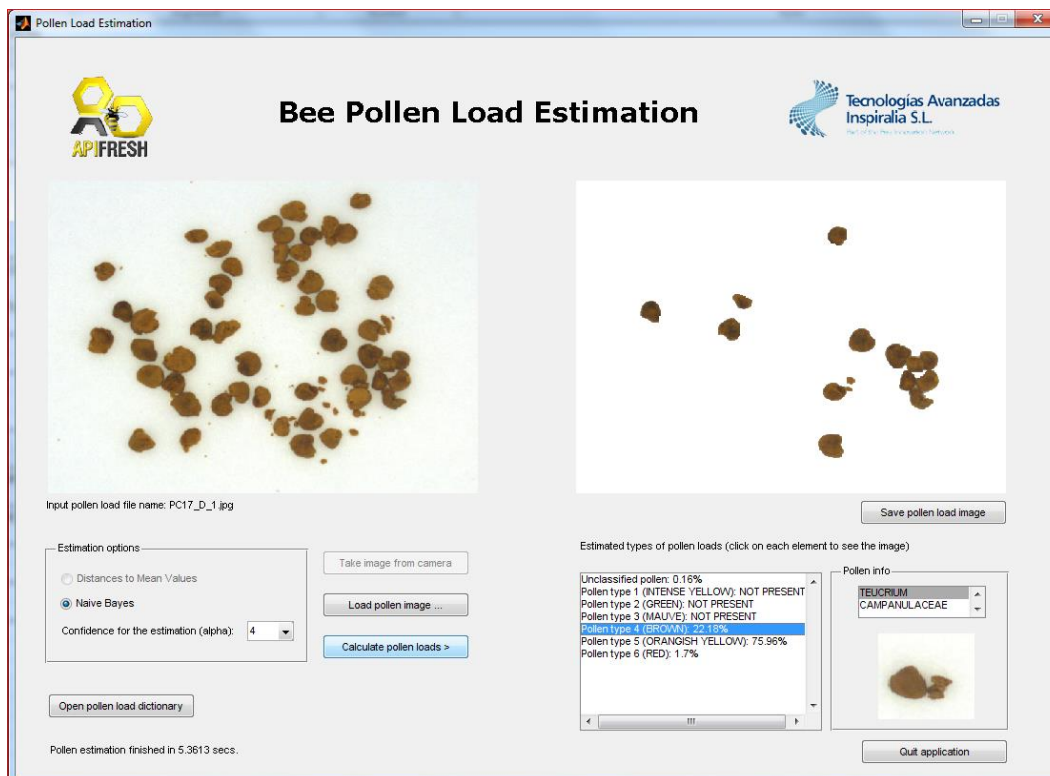 Pollen Load Estimation
APIFRESH
Bee Pollen Load Estimation
Tecnologías Avanzadas
Inspiralia S.L.
Input pollen load file name: PC17_D_1.jpg
Save pollen load image
Estimation options
Distances to Mean Values
Naive Bayes
Confidence for the estimation (alpha): 4
Take image from camera
Load pollen image ...
Calculate pollen loads >
Open pollen load dictionary
Pollen estimation finished in 5.3613 secs.
Estimated types of pollen loads (click on each element to see the image)
Unclassified pollen: 0.16%
Pollen type 1 (INTENSE YELLOW): NOT PRESENT
Pollen type 2 (GREEN): NOT PRESENT
Pollen type 3 (MAUVE): NOT PRESENT
Pollen type 4 (BROWN): 22.18%
Pollen type 5 (ORANGISH YELLOW): 75.96%
Pollen type 6 (RED): 1.7%
Pollen info
TEUCRIUM
CAMPANULACEAE
Quit application